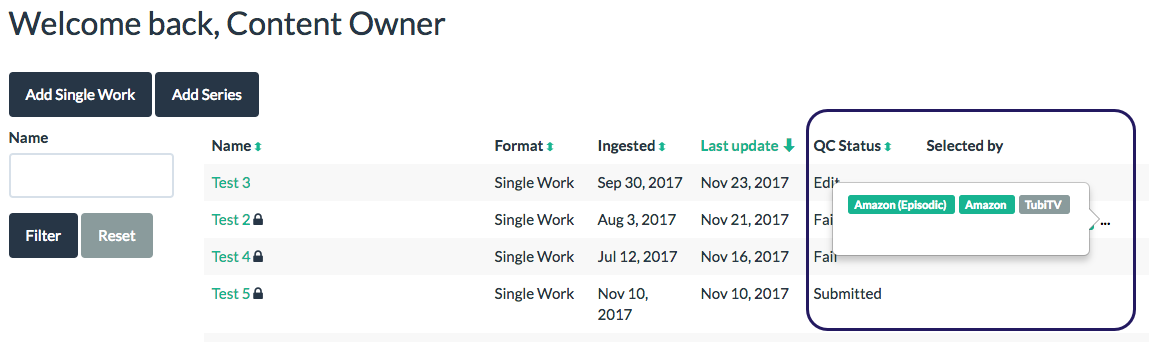 Welcome back, Content Owner
Add Single Work Add Series
Name
Filter Reset
Name Format Ingested Last update QC Status Selected by
Test 3 Single Work Sep 30, 2017 Nov 23, 2017 Edit
Amazon (Episodic) Amazon TubiTV
Test 2 Single Work Aug 3, 2017 Nov 21, 2017 Fai ...
Test 4 Single Work Jul 12, 2017 Nov 16, 2017 Fail
Test 5 Single Work Nov 10, 2017 Nov 10, 2017 Submitted